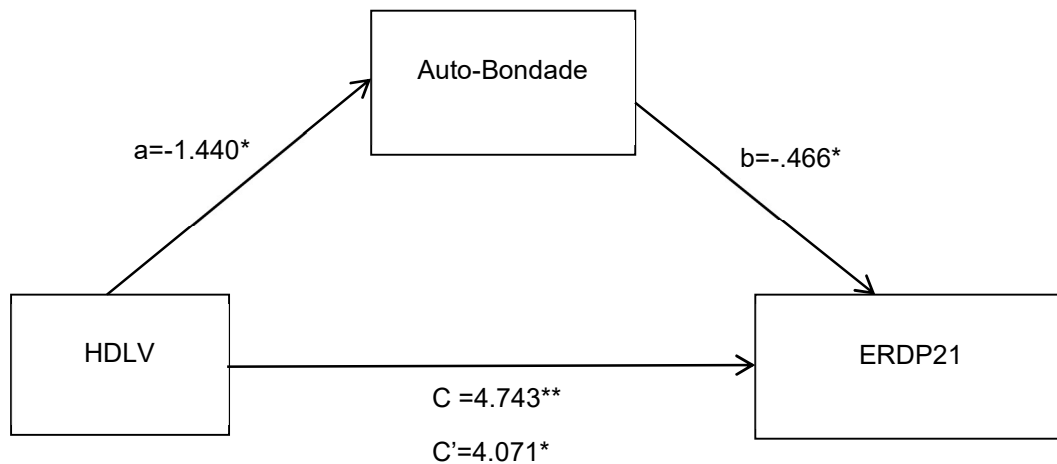 Auto-Bondade
a=-1.440*
b=-.466*
HDLV
ERDP21
C =4.743**
C’=4.071*